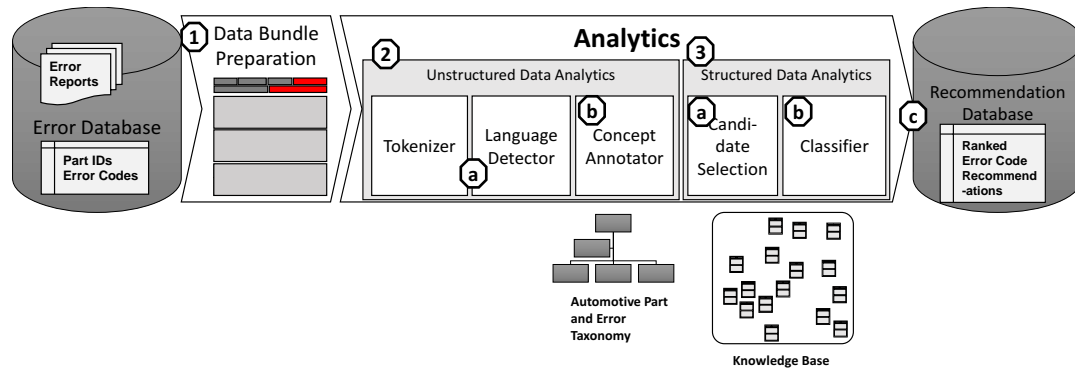 Error
Reports
Error Database
Part IDs
Error Codes
1
Data Bundle
Preparation
Analytics
2
Unstructured Data Analytics
Tokenizer
a
Language
Detector
b
Concept
Annotator
3
Structured Data Analytics
a
Candi-
date
Selection
b
Classifier
c
Recommendation
Database
Ranked
Error Code
Recommend
-ations
Automotive Part
and Error
Taxonomy
Knowledge Base